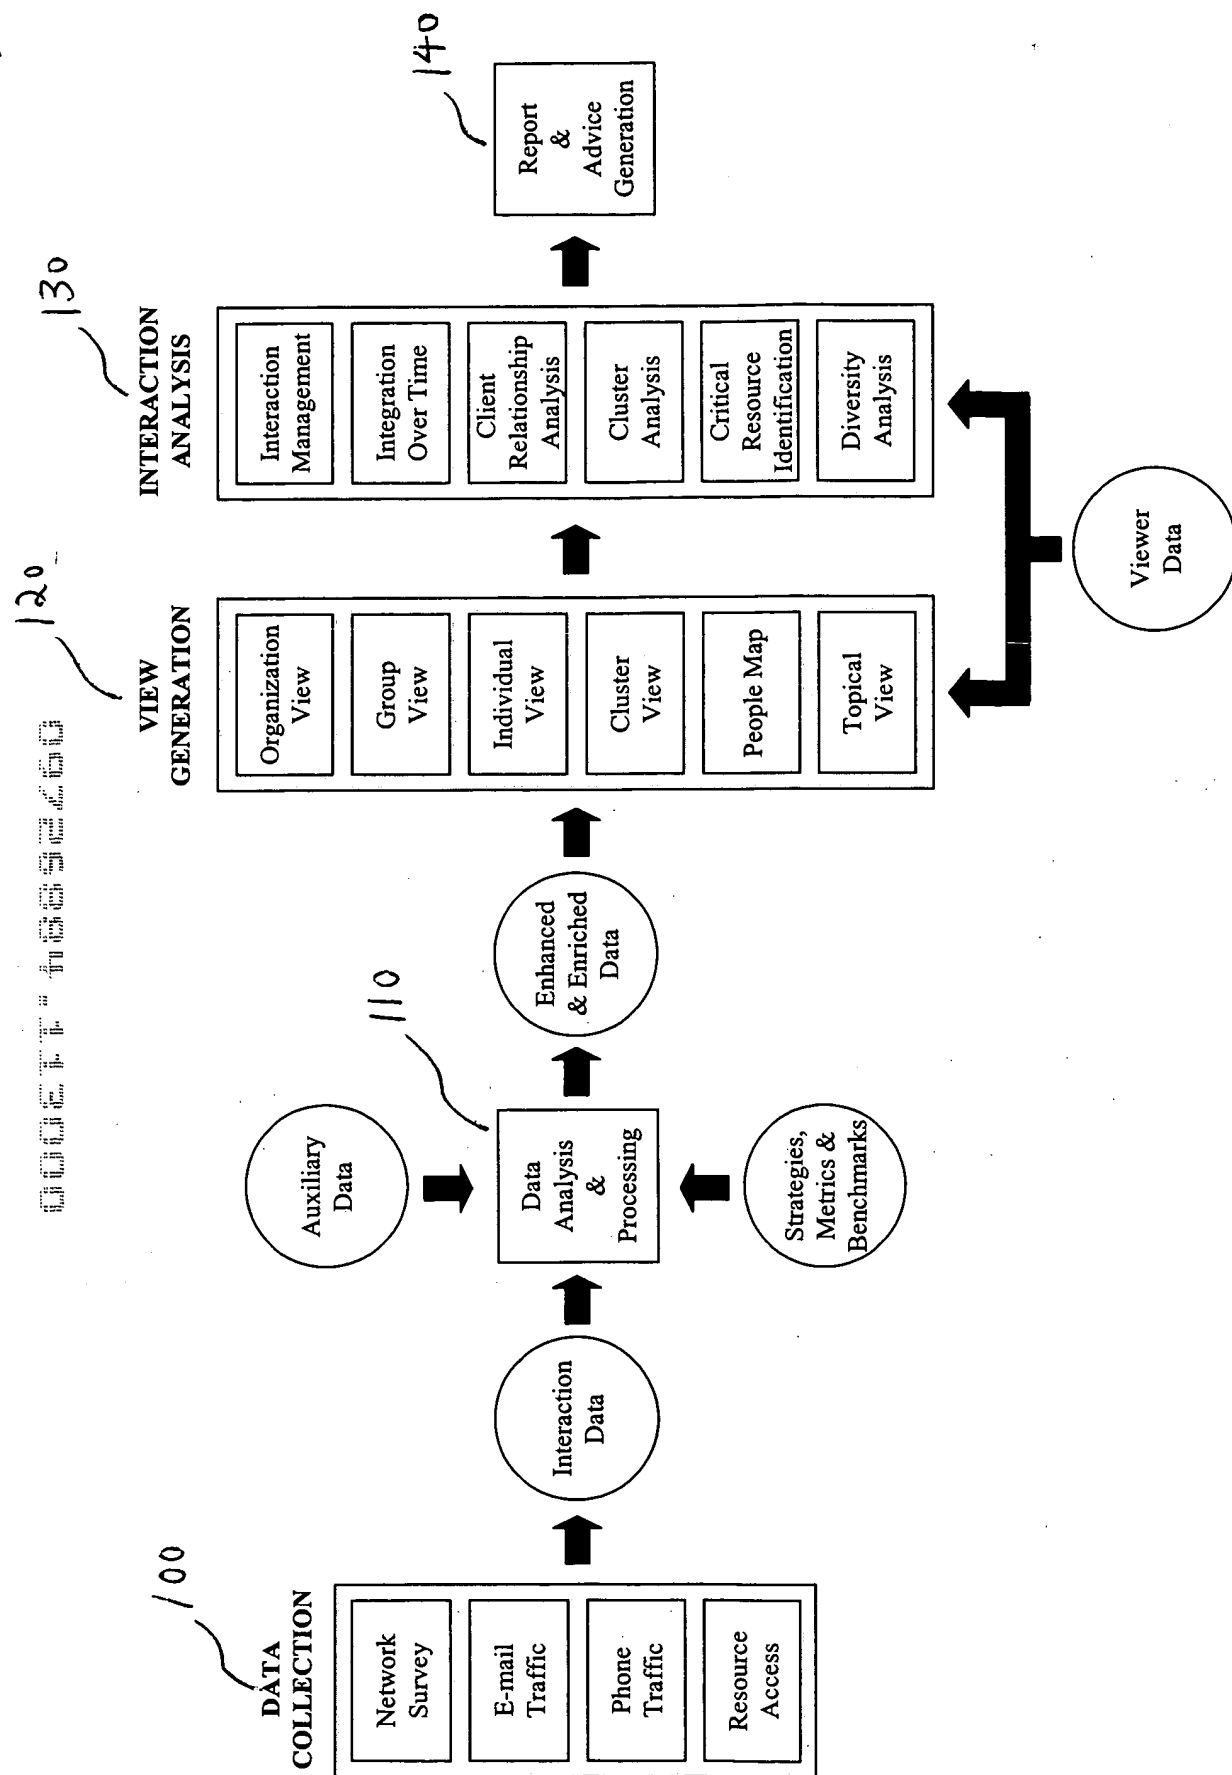 100
DATA
COLLECTION
Network
Survey
E-mail
Traffic
Phone
Traffic
Resource
Access
Interaction
Data
Auxiliary
Data
110
Data
Analysis
&
Processing
Strategies,
Metrics &
Benchmarks
Enhanced
& Enriched
Data
120
VIEW
GENERATION
Organization
View
Group
View
Individual
View
Cluster
View
People Map
Topical
View
130
INTERACTION
ANALYSIS
Interaction
Management
Integration
Over Time
Client
Relationship
Analysis
Cluster
Analysis
Critical
Resource
Identification
Diversity
Analysis
Viewer
Data
140
Report
&
Advice
Generation